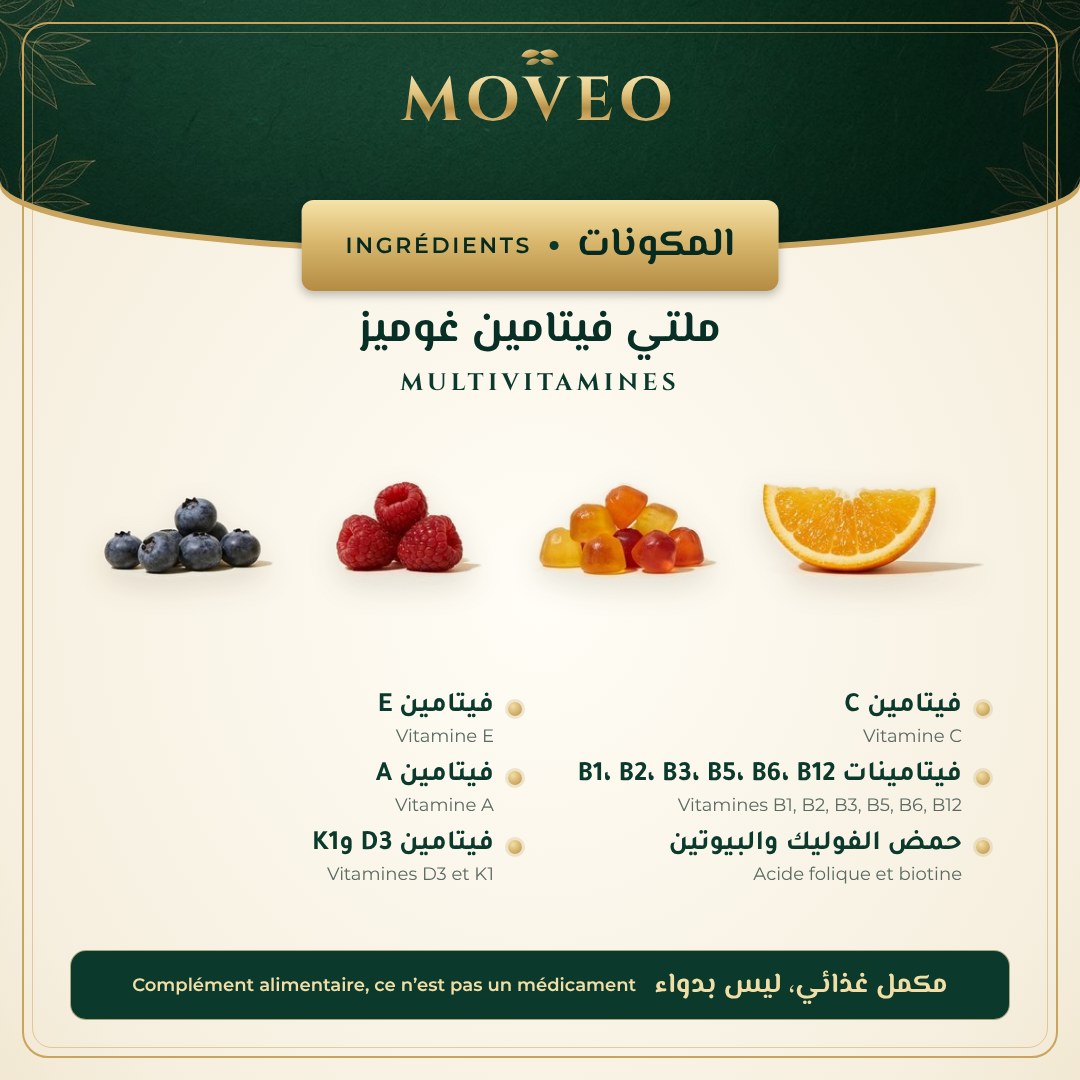 MOVEO
المكونات • INGRÉDIENTS
ملتي فيتامين غوميز
MULTIVITAMINES
فيتامين C
Vitamine C
فيتامينات B1، B2، B3، B5، B6، B12
Vitamines B1, B2, B3, B5, B6, B12
حمض الفوليك والبيوتين
Acide folique et biotine
فيتامين E
Vitamine E
فيتامين A
Vitamine A
فيتامين D3 وK1
Vitamines D3 et K1
مكمل غذائي، ليس بدواء Complément alimentaire, ce n’est pas un médicament